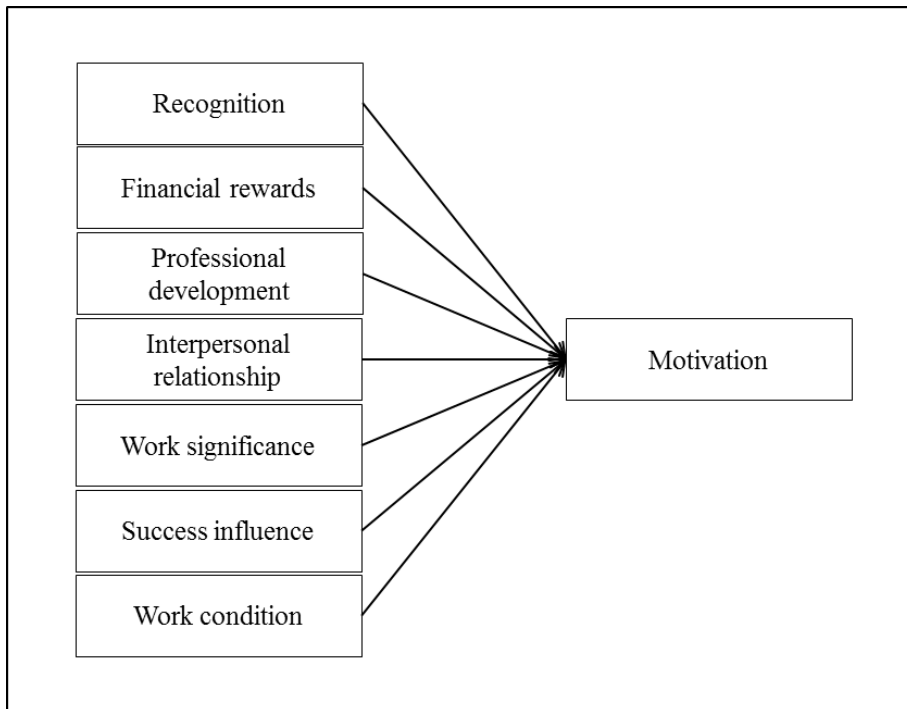 Recognition
Financial rewards
Professional
development
Interpersonal
relationship
Work significance
Success influence
Work condition
Motivation